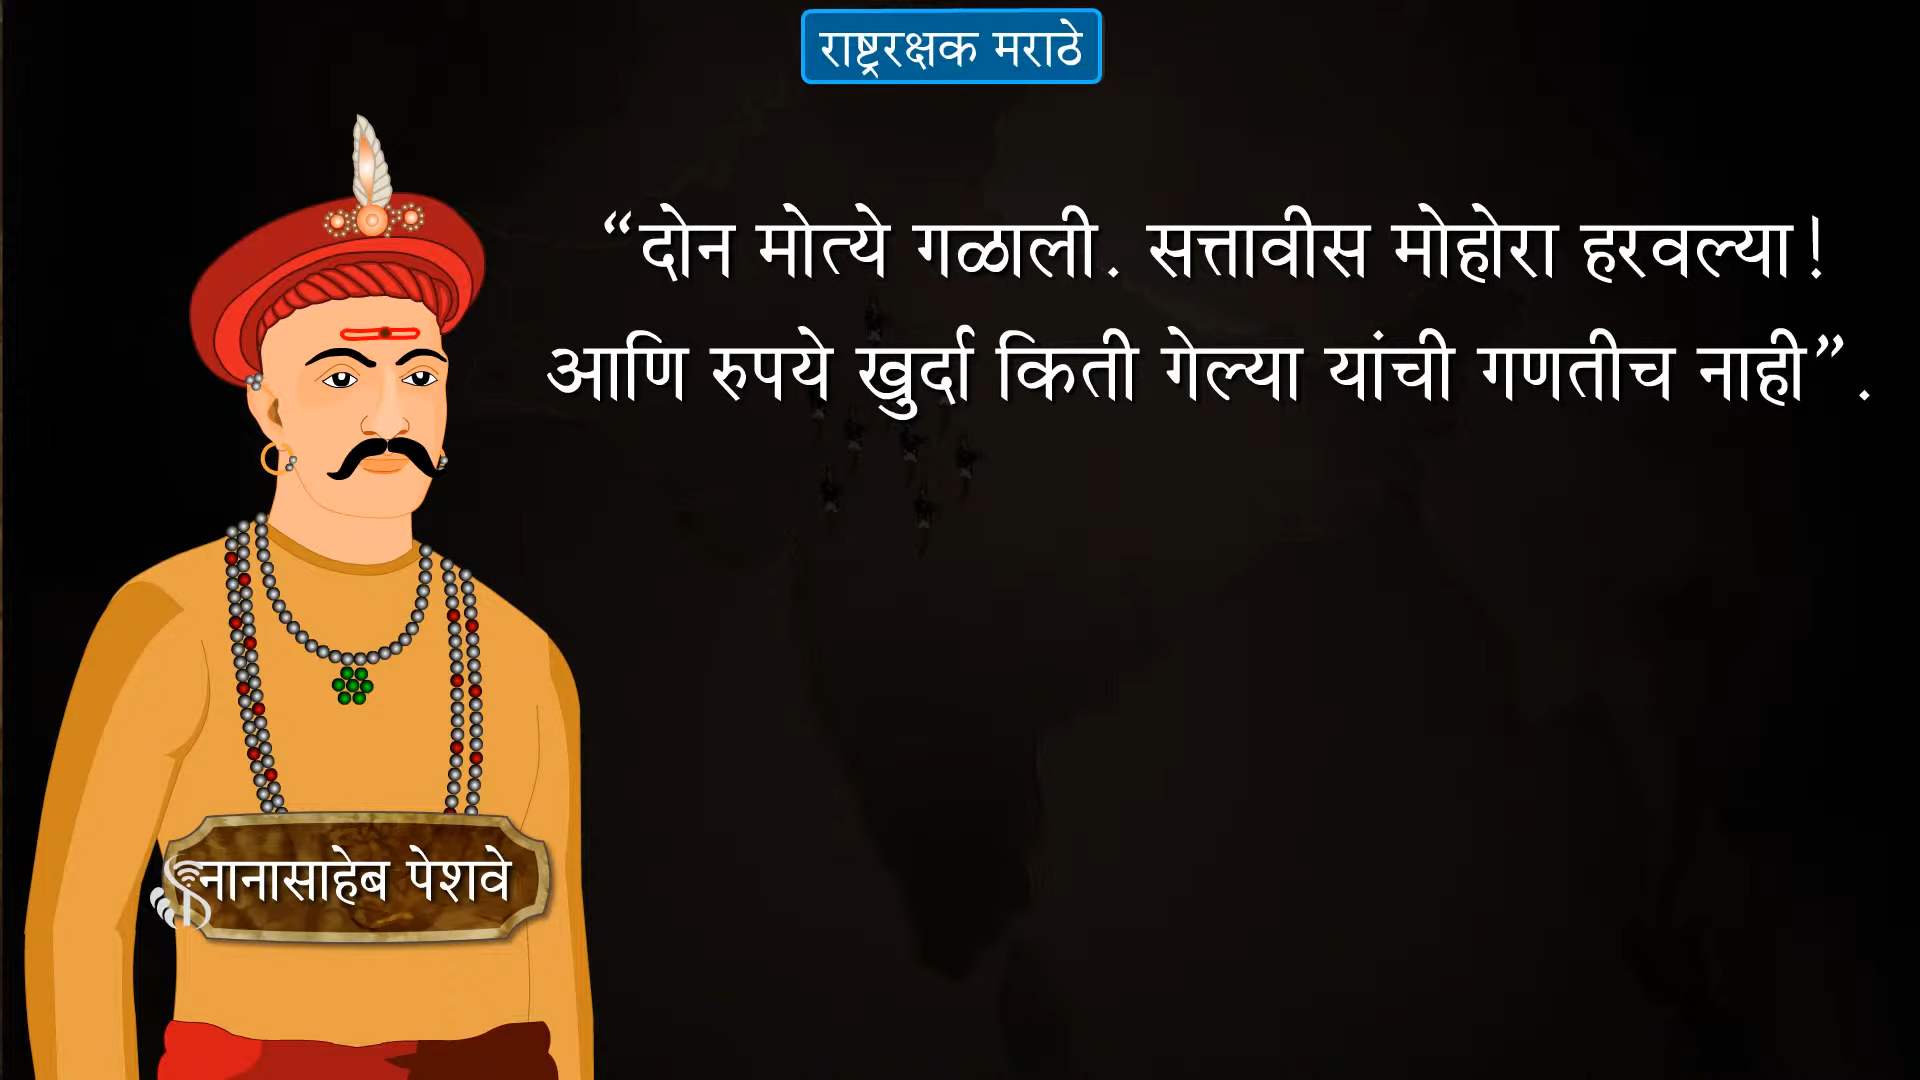 राष्ट्ररक्षक मराठे
“दोन मोत्ये गळाली. सत्तावीस मोहोरा हरवल्या!
आणि रुपये खुर्दा किती गेल्या यांची गणतीच नाही”.
नानासाहेब पेशवे